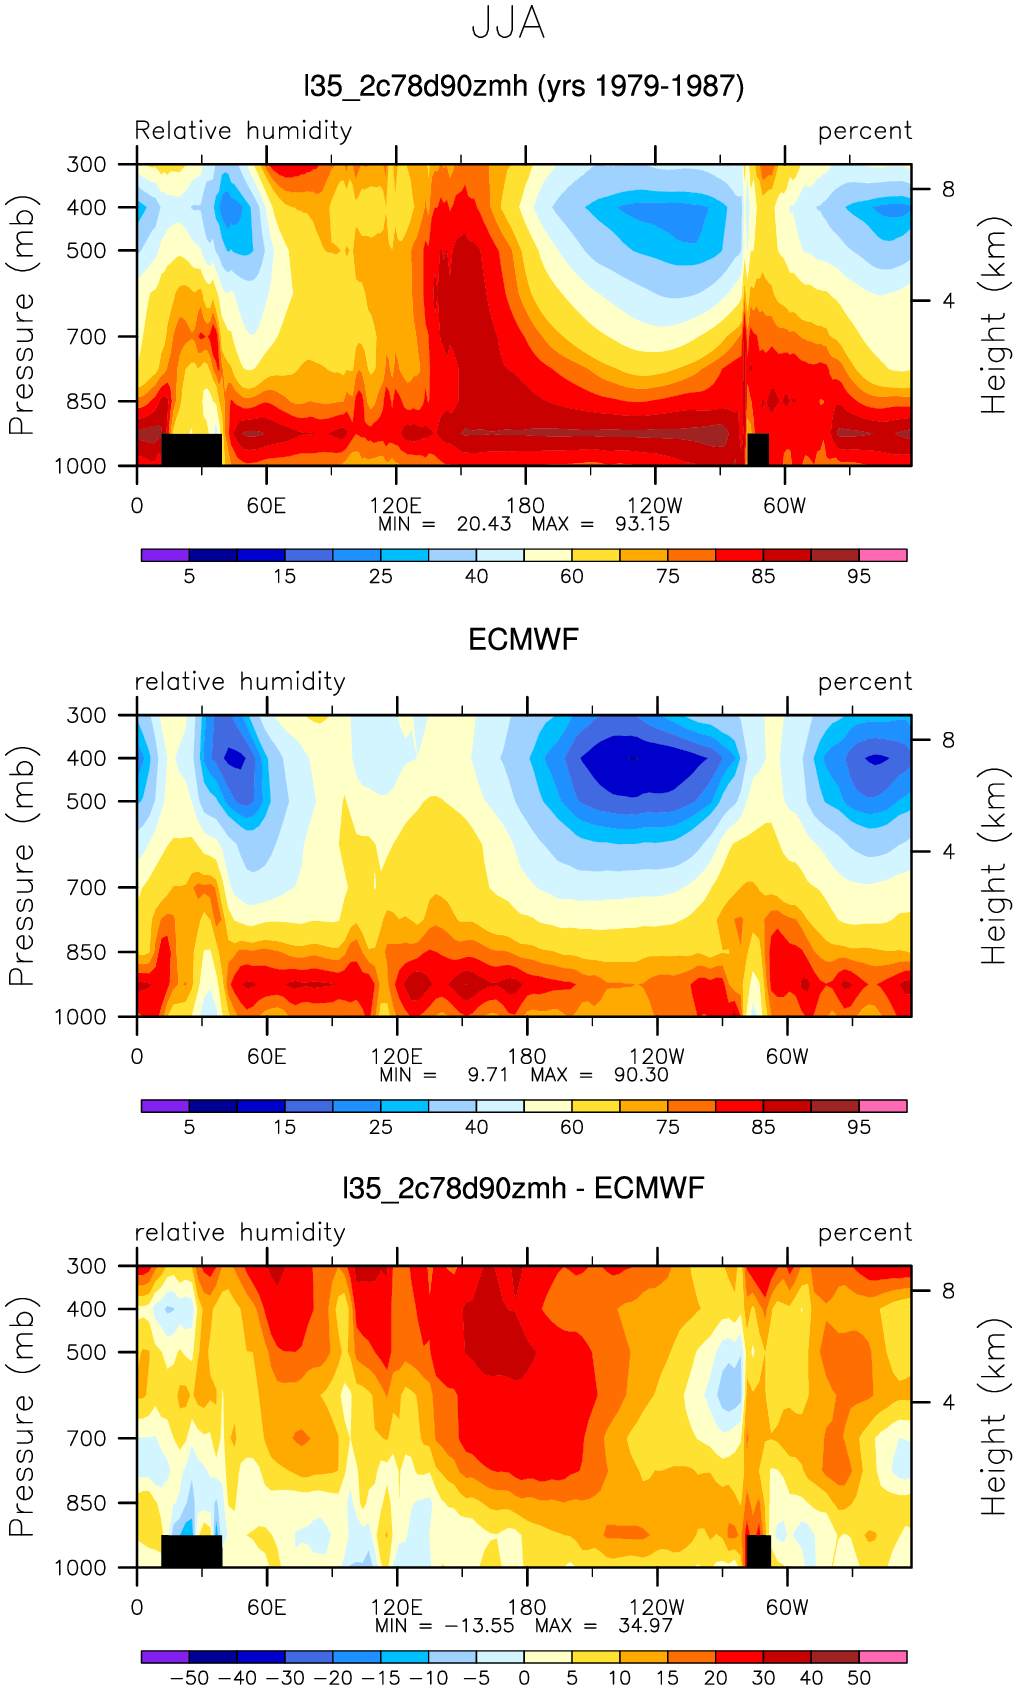 JJA
l35_2c78d90zmh (yrs 1979-1987)
Relative humidity percent
Pressure (mb)
300
400
500
700
850
1000
8
4
Height (km)
0 60E 120E 180 120W 60W
MIN = 20.43 MAX = 93.15
5 15 25 40 60 75 85 95
ECMWF
relative humidity percent
Pressure (mb)
300
400
500
700
850
1000
8
4
Height (km)
0 60E 120E 180 120W 60W
MIN = 9.71 MAX = 90.30
5 15 25 40 60 75 85 95
l35_2c78d90zmh - ECMWF
relative humidity percent
Pressure (mb)
300
400
500
700
850
1000
8
4
Height (km)
0 60E 120E 180 120W 60W
MIN = -13.55 MAX = 34.97
-50 -40 -30 -20 -15 -10 -5 0 5 10 15 20 30 40 50